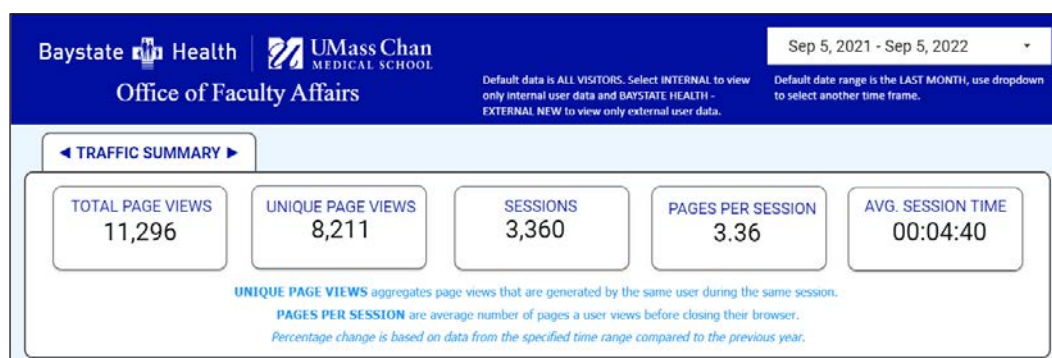 Baystate Health
UMass Chan
MEDICAL SCHOOL
Office of Faculty Affairs
Default data is ALL VISITORS. Select INTERNAL to view
only internal user data and BAYSTATE HEALTH -
EXTERNAL NEW to view only external user data.
Sep 5, 2021 - Sep 5, 2022
Default date range is the LAST MONTH, use dropdown
to select another time frame.
◄ TRAFFIC SUMMARY ►
TOTAL PAGE VIEWS
11,296
UNIQUE PAGE VIEWS
8,211
SESSIONS
3,360
PAGES PER SESSION
3.36
AVG. SESSION TIME
00:04:40
UNIQUE PAGE VIEWS aggregates page views that are generated by the same user during the same session.
PAGES PER SESSION are average number of pages a user views before closing their browser.
Percentage change is based on data from the specified time range compared to the previous year.